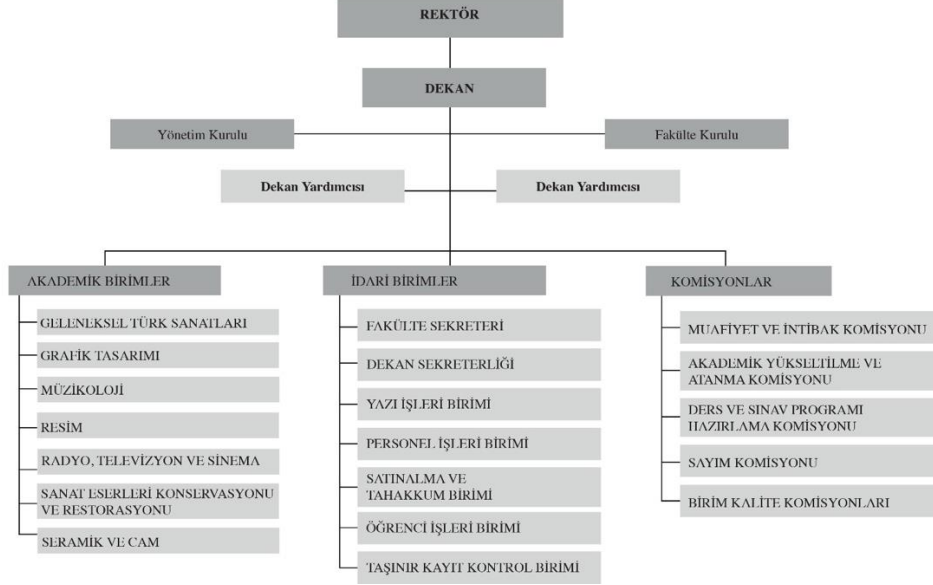 REKTÖR
DEKAN
Yönetim Kurulu
Fakülte Kurulu
Dekan Yardımcısı
Dekan Yardımcısı
AKADEMİK BİRİMLER
GELENEKSEL TÜRK SANATLARI
GRAFİK TASARIMI
MÜZİKOLOJİ
RESİM
RADYO, TELEVİZYON VE SİNEMA
SANAT ESERLERİ KONSERVASYONU
VE RESTORASYONU
SERAMİK VE CAM
İDARİ BİRİMLER
FAKÜLTE SEKRETERİ
DEKAN SEKRETERLİĞİ
YAZI İŞLERİ BİRİMİ
PERSONEL İŞLERİ BİRİMİ
SATINALMA VE
TAHAKKUM BİRİMİ
ÖĞRENCİ İŞLERİ BİRİMİ
TAŞINIR KAYIT KONTROL BİRİMİ
KOMİSYONLAR
MUAFİYET VE İNTİBAK KOMİSYONU
AKADEMİK YÜKSELTİLME VE
ATANMA KOMİSYONU
DERS VE SINAV PROGRAMI
HAZIRLAMA KOMİSYONU
SAYIM KOMİSYONU
BİRİM KALİTE KOMİSYONLARI